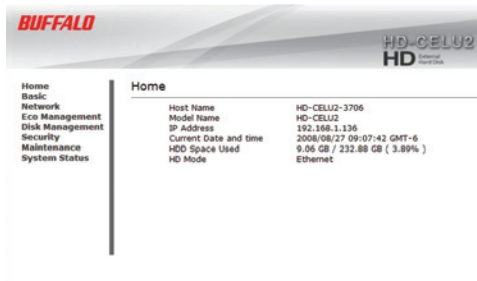 BUFFALO
HD-CELU2
HD External Hard Disk
Home
Basic
Network
Eco Management
Disk Management
Security
Maintenance
System Status
Home
Host Name HD-CELU2-3706
Model Name HD-CELU2
IP Address 192.168.1.136
Current Date and time 2008/08/27 09:07:42 GMT-6
HDD Space Used 9.06 GB / 232.88 GB ( 3.89% )
HD Mode Ethernet